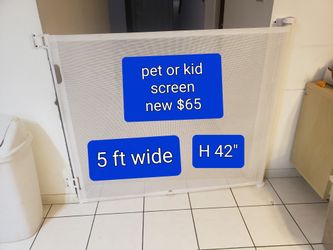 pet or kid
screen
new $65
5 ft wide
H 42"